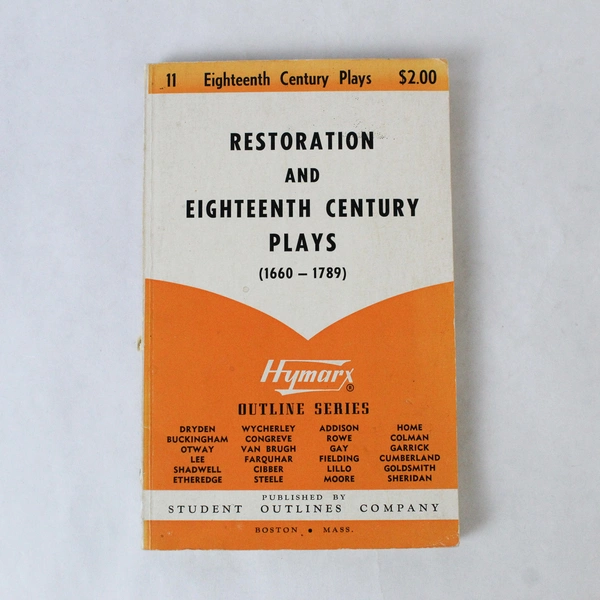 11 Eighteenth Century Plays $2.00
RESTORATION
AND
EIGHTEENTH CENTURY
PLAYS
(1660 – 1789)
Hymarx®
OUTLINE SERIES
DRYDEN WYCHERLEY ADDISON HOME
BUCKINGHAM CONGREVE ROWE COLMAN
OTWAY VAN BRUGH GAY GARRICK
LEE FARQUHAR FIELDING CUMBERLAND
SHADWELL CIBBER LILLO GOLDSMITH
ETHEREDGE STEELE MOORE SHERIDAN
PUBLISHED BY
STUDENT OUTLINES COMPANY
BOSTON • MASS.